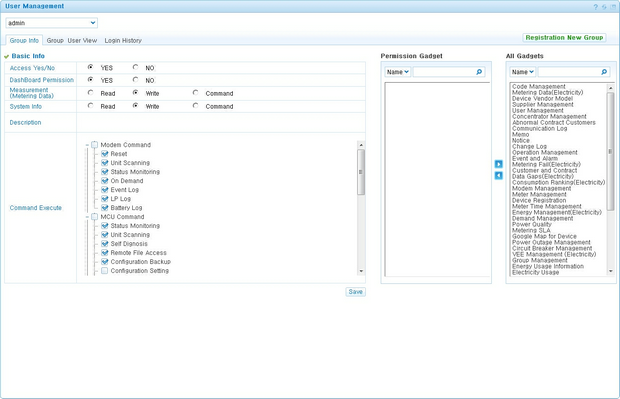 User Management
admin
Group Info
Group User View
Login History
Registration New Group
Basic Info
Access Yes/No YES NO
DashBoard Permission YES NO
Measurement
(Metering Data) Read Write Command
System Info Read Write Command
Description
Command Execute
Modem Command
Reset
Unit Scanning
Status Monitoring
On Demand
Event Log
LP Log
Battery Log
MCU Command
Status Monitoring
Unit Scanning
Self Dignosis
Remote File Access
Configuration Backup
Configuration Setting
Save
Permission Gadget
Name
All Gadgets
Name
Code Management
Metering Data(Electricity)
Device Vendor Model
Supplier Management
User Management
Concentrator Management
Abnormal Contract Customers
Communication Log
Memo
Notice
Change Log
Operation Management
Event and Alarm
Metering Fail(Electricity)
Customer and Contract
Data Gaps(Electricity)
Consumption Ranking(Electricity)
Modem Management
Meter Management
Device Registration
Meter Time Management
Energy Management(Electricity)
Demand Management
Power Quality
Metering SLA
Google Map for Device
Power Outage Management
Circuit Breaker Management
VEE Management (Electricity)
Group Management
Energy Usage Information
Electricity Usage